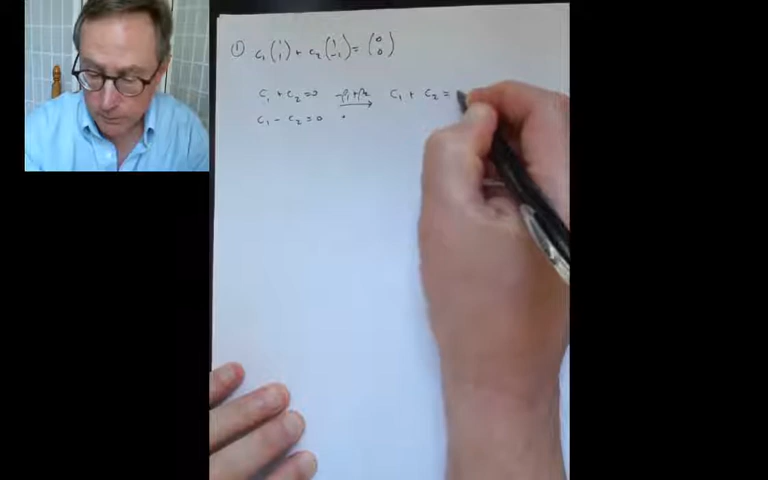 ① c₁ (1 1) + c₂ (1 -1) = (0 0)
c₁ + c₂ = 0 -ρ₁+ρ₂ → c₁ + c₂ =
c₁ - c₂ = 0